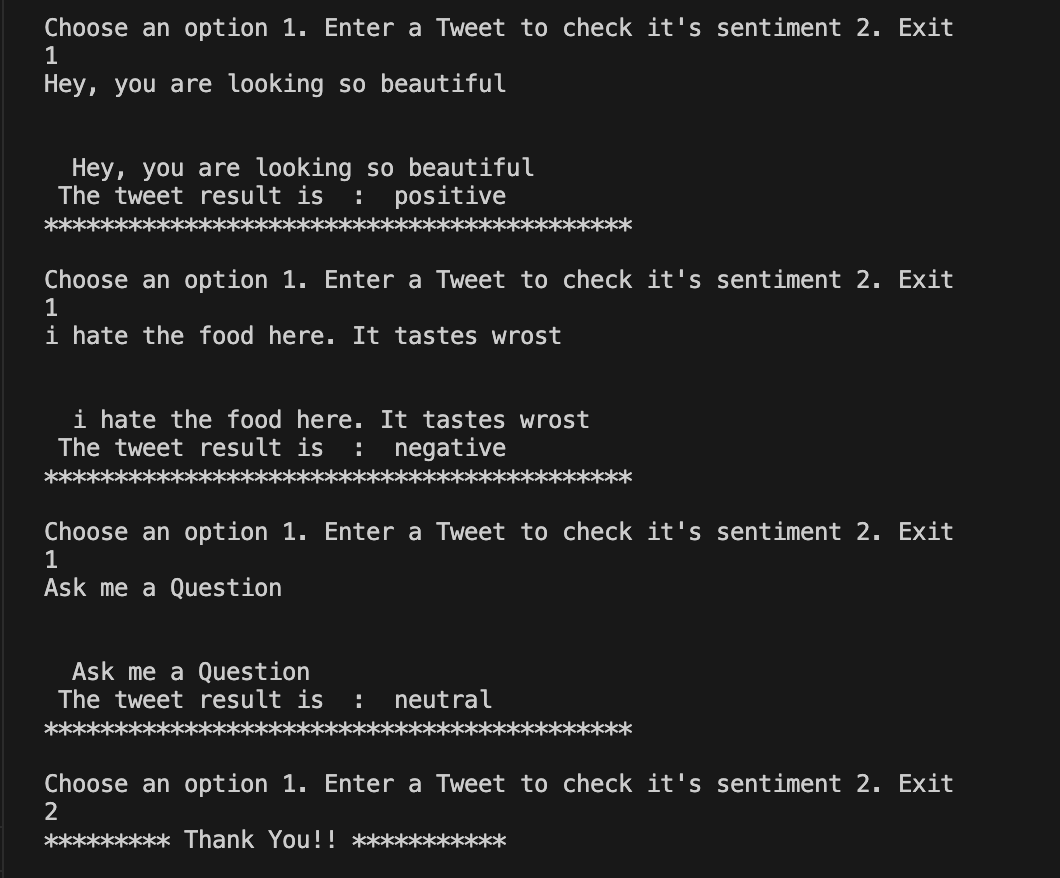 Choose an option 1. Enter a Tweet to check it's sentiment 2. Exit
1
Hey, you are looking so beautiful
Hey, you are looking so beautiful
The tweet result is  :  positive
******************************************
Choose an option 1. Enter a Tweet to check it's sentiment 2. Exit
1
i hate the food here. It tastes wrost
i hate the food here. It tastes wrost
The tweet result is  :  negative
******************************************
Choose an option 1. Enter a Tweet to check it's sentiment 2. Exit
1
Ask me a Question
Ask me a Question
The tweet result is  :  neutral
******************************************
Choose an option 1. Enter a Tweet to check it's sentiment 2. Exit
2
********* Thank You!! ***********